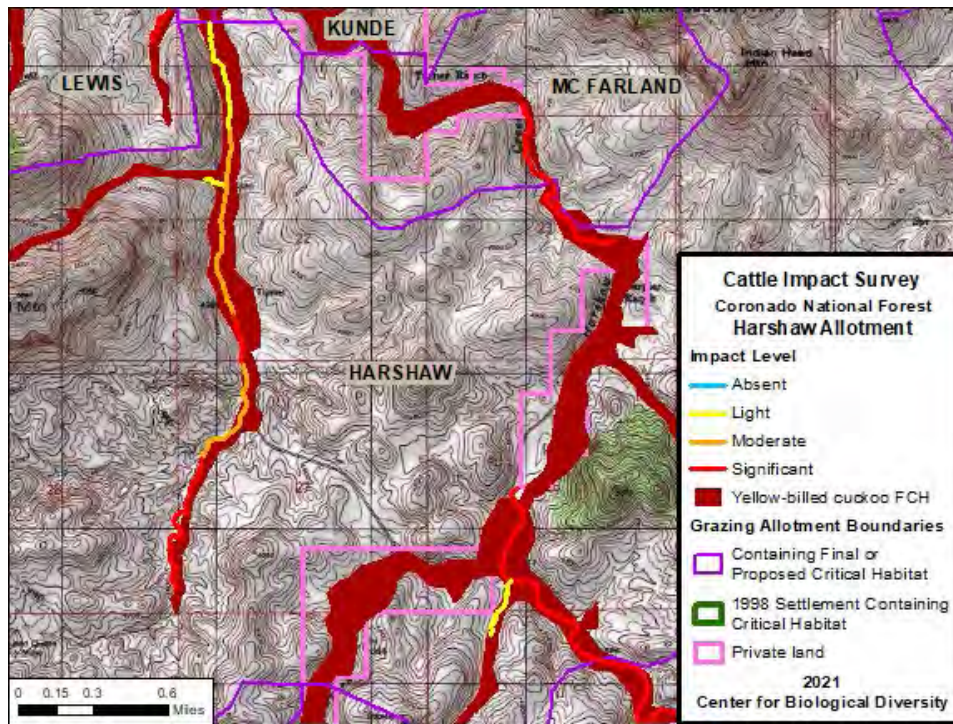 KUNDE
LEWIS
MC FARLAND
Indian Head
HARSHAW
Cattle Impact Survey
Coronado National Forest
Harshaw Allotment
Impact Level
Absent
Light
Moderate
Significant
Yellow-billed cuckoo FCH
Grazing Allotment Boundaries
Containing Final or
Proposed Critical Habitat
1998 Settlement Containing
Critical Habitat
Private land
2021
Center for Biological Diversity
0 0.15 0.3 0.6
Miles